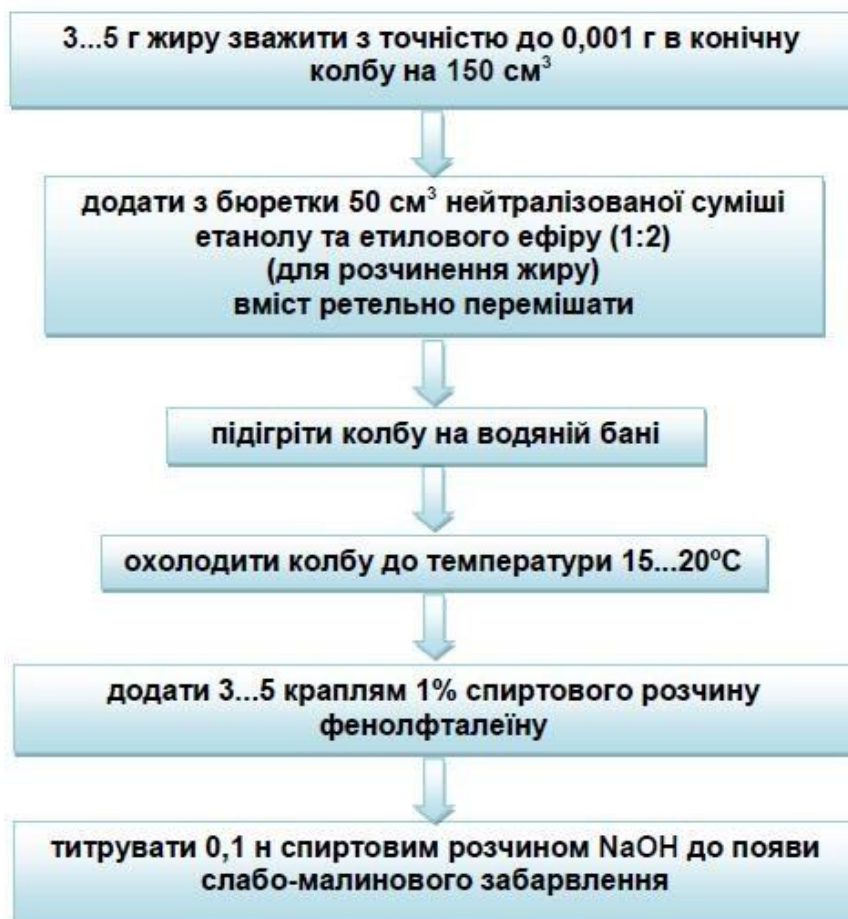 3...5 г жиру зважити з точністю до 0,001 г в конічну
колбу на 150 см³
додати з бюретки 50 см³ нейтралізованої суміші
етанолу та етилового ефіру (1:2)
(для розчинення жиру)
вміст ретельно перемішати
підігріти колбу на водяній бані
охолодити колбу до температури 15...20ºС
додати 3...5 краплям 1% спиртового розчину
фенолфталеїну
титрувати 0,1 н спиртовим розчином NaOH до появи
слабо-малинового забарвлення